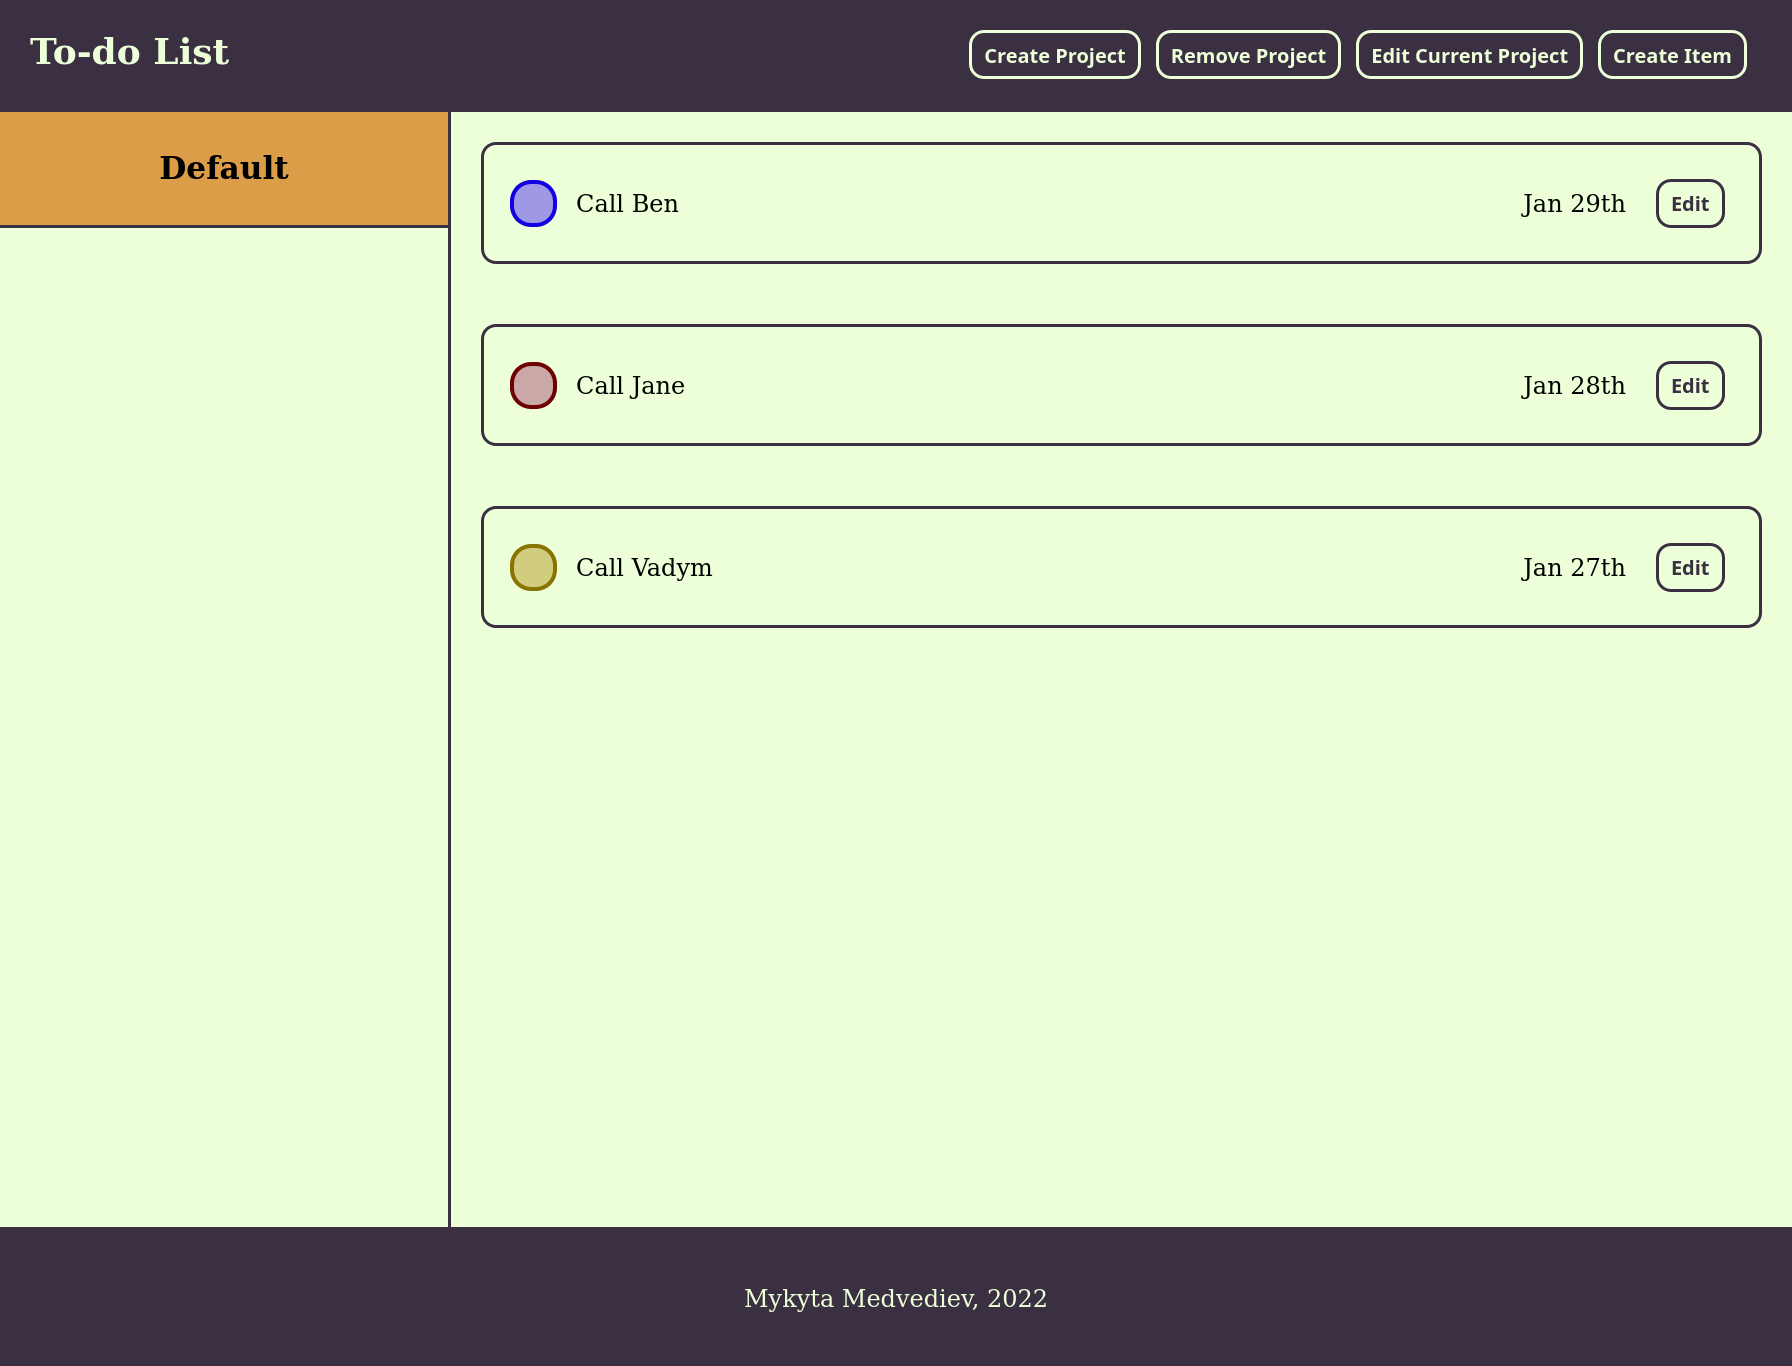 To-do List
Create Project
Remove Project
Edit Current Project
Create Item
Default
Call Ben
Jan 29th
Edit
Call Jane
Jan 28th
Edit
Call Vadym
Jan 27th
Edit
Mykyta Medvediev, 2022